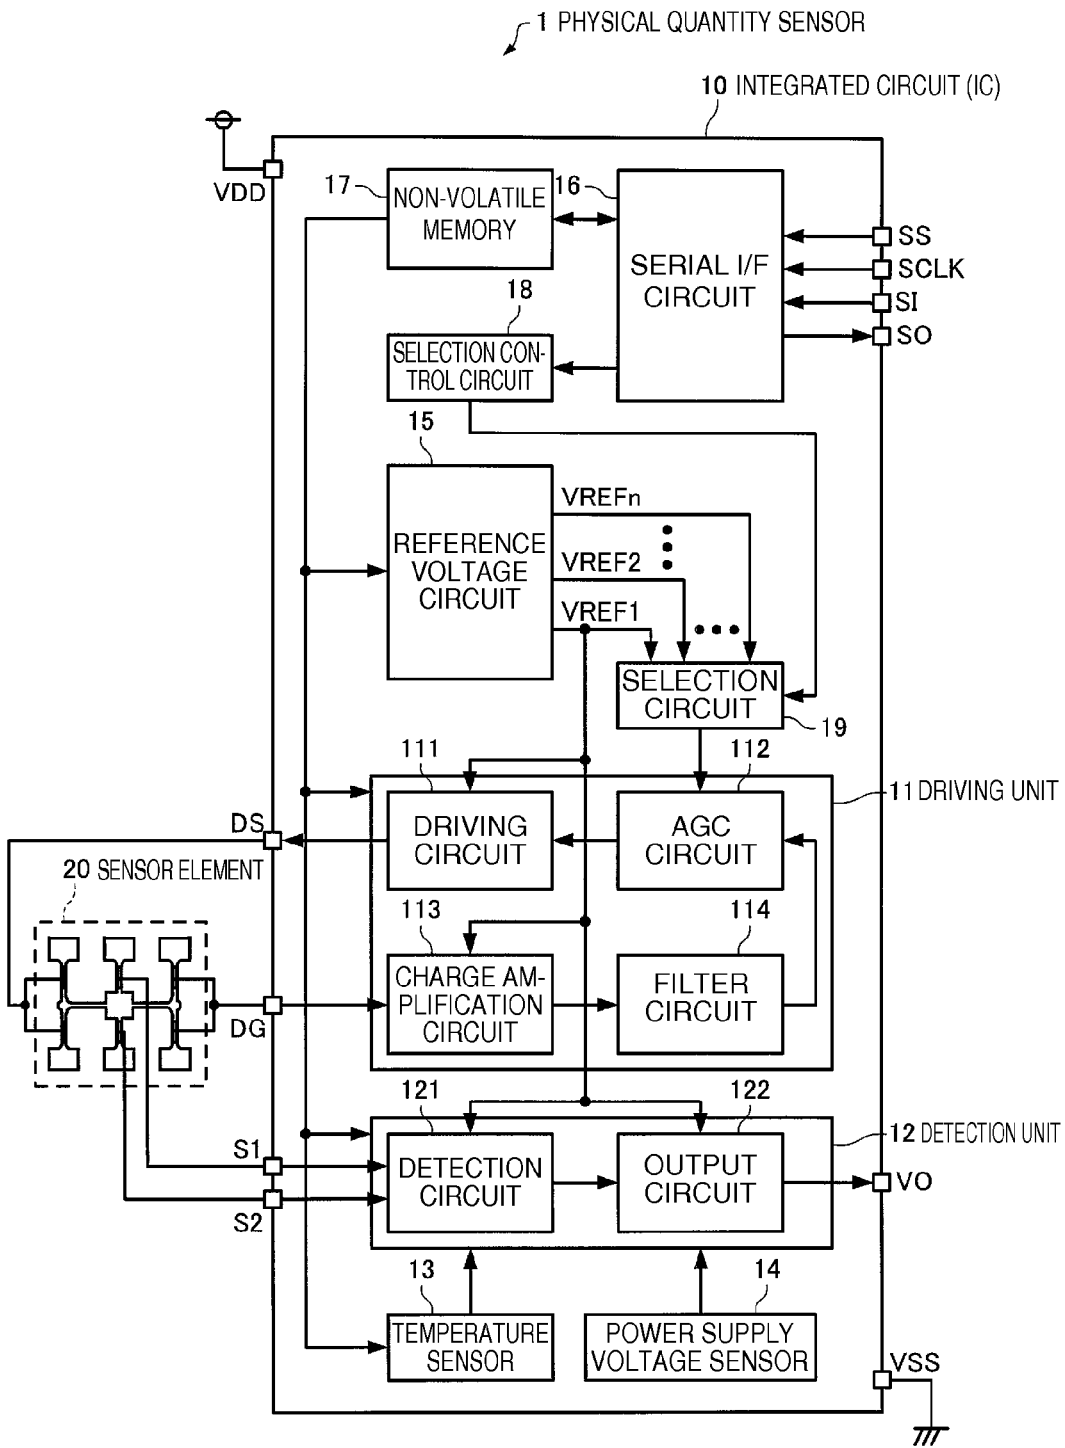 1 PHYSICAL QUANTITY SENSOR
10 INTEGRATED CIRCUIT (IC)
VDD
17
NON-VOLATILE
MEMORY
16
SERIAL I/F
CIRCUIT
SS
SCLK
SI
SO
18
SELECTION CON-
TROL CIRCUIT
15
REFERENCE
VOLTAGE
CIRCUIT
VREFn
VREF2
VREF1
SELECTION
CIRCUIT
19
111
DRIVING
CIRCUIT
112
AGC
CIRCUIT
11 DRIVING UNIT
DS
20 SENSOR ELEMENT
113
CHARGE AM-
PLIFICATION
CIRCUIT
114
FILTER
CIRCUIT
DG
121
DETECTION
CIRCUIT
122
OUTPUT
CIRCUIT
12 DETECTION UNIT
S1
S2
VO
13
TEMPERATURE
SENSOR
14
POWER SUPPLY
VOLTAGE SENSOR
VSS